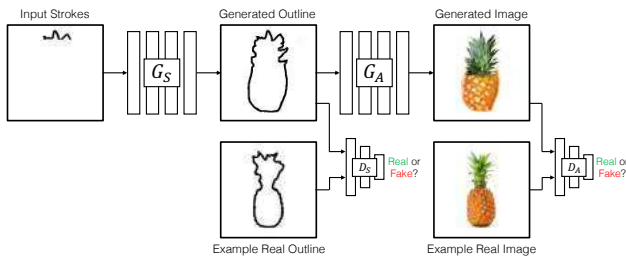 Input Strokes
Generated Outline
Generated Image
G_S
G_A
D_S
Real or
Fake?
D_A
Real or
Fake?
Example Real Outline
Example Real Image